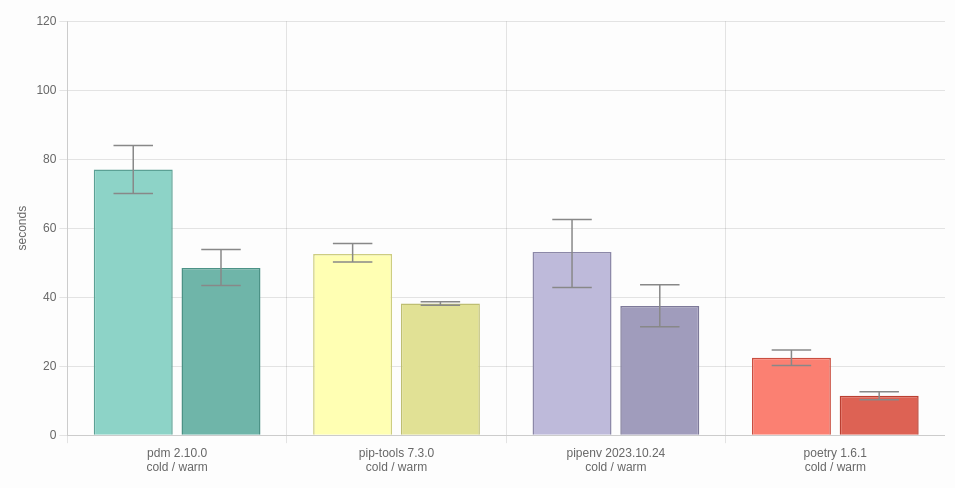 120
100
80
60
40
20
0
seconds
pdm 2.10.0
cold / warm
pip-tools 7.3.0
cold / warm
pipenv 2023.10.24
cold / warm
poetry 1.6.1
cold / warm